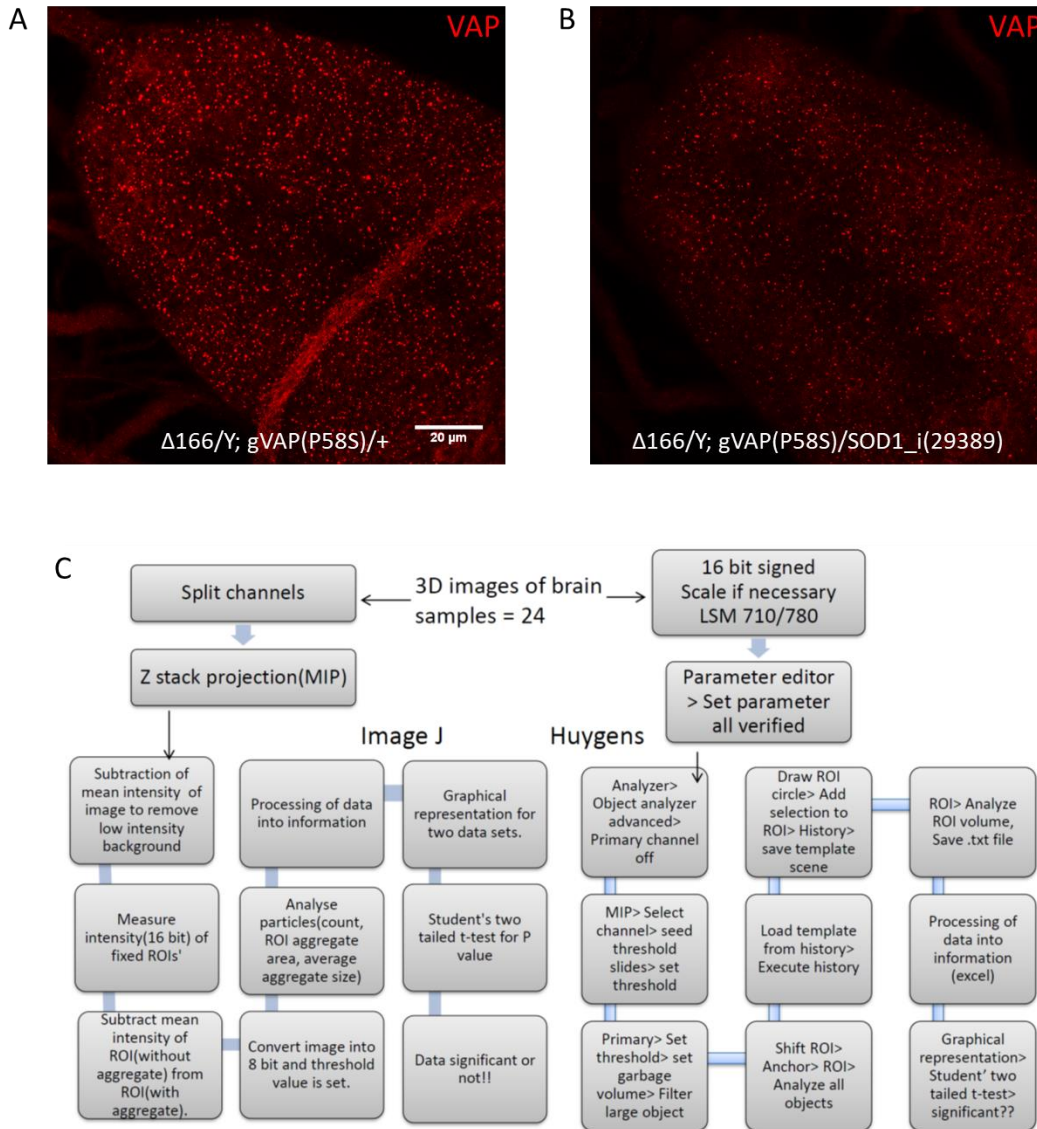 A
VAP
Δ166/Y; gVAP(P58S)/+
20 µm
B
VAP
Δ166/Y; gVAP(P58S)/SOD1_i(29389)
C
Split channels
3D images of brain
samples = 24
16 bit signed
Scale if necessary
LSM 710/780
Z stack projection(MIP)
Parameter editor
> Set parameter
all verified
Image J
Huygens
Subtraction of
mean intensity of
image to remove
low intensity
background
Measure
intensity(16 bit) of
fixed ROIs'
Subtract mean
intensity of
ROI(without
aggregate) from
ROI(with
aggregate).
Convert image into
8 bit and threshold
value is set.
Analyse
particles(count,
ROI aggregate
area, average
aggregate size)
Processing of data
into information
Graphical
representation for
two data sets.
Student's two
tailed t-test for P
value
Data significant or
not!!
Analyzer>
Object analyzer
advanced>
Primary channel
off
MIP> Select
channel> seed
threshold
slides> set
threshold
Primary> Set
threshold> set
garbage
volume> Filter
large object
Shift ROI>
Anchor> ROI>
Analyze all
objects
Load template
from history>
Execute history
Draw ROI
circle> Add
selection to
ROI> History>
save template
scene
ROI> Analyze
ROI volume,
Save .txt file
Processing of
data into
information
(excel)
Graphical
representation>
Student' two
tailed t-test>
significant??